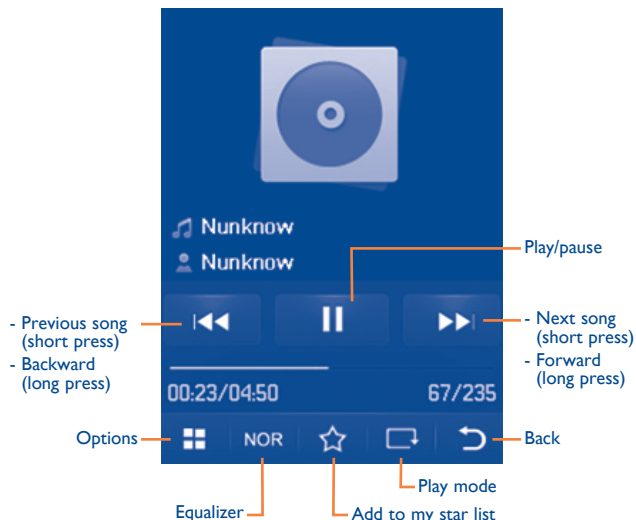 Nunknow
Nunknow
Play/pause
- Previous song
(short press)
- Backward
(long press)
- Next song
(short press)
- Forward
(long press)
00:23/04:50
67/235
Options
NOR
Back
Play mode
Equalizer
Add to my star list